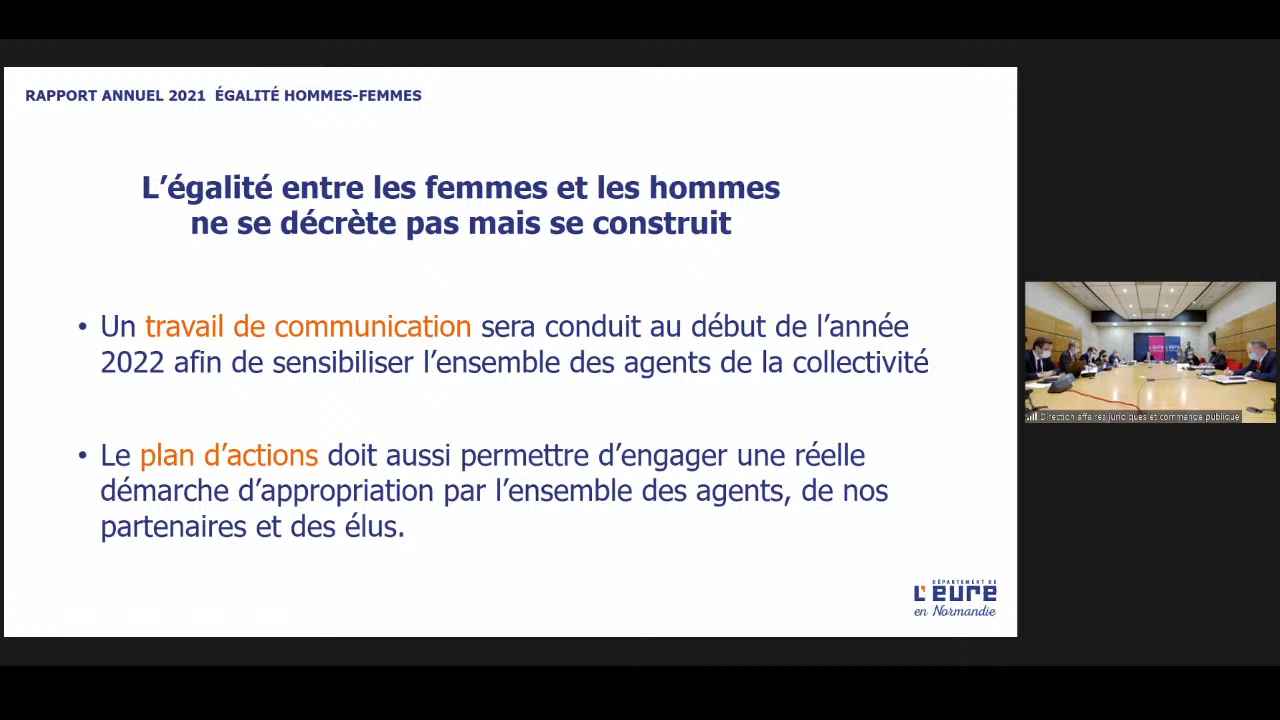 RAPPORT ANNUEL 2021 ÉGALITÉ HOMMES-FEMMES
L’égalité entre les femmes et les hommes
ne se décrète pas mais se construit
• Un travail de communication sera conduit au début de l’année
2022 afin de sensibiliser l’ensemble des agents de la collectivité
• Le plan d’actions doit aussi permettre d’engager une réelle
démarche d’appropriation par l’ensemble des agents, de nos
partenaires et des élus.
DÉPARTEMENT DE
L'EURE
en Normandie
Direction affaires juridiques et commande publique